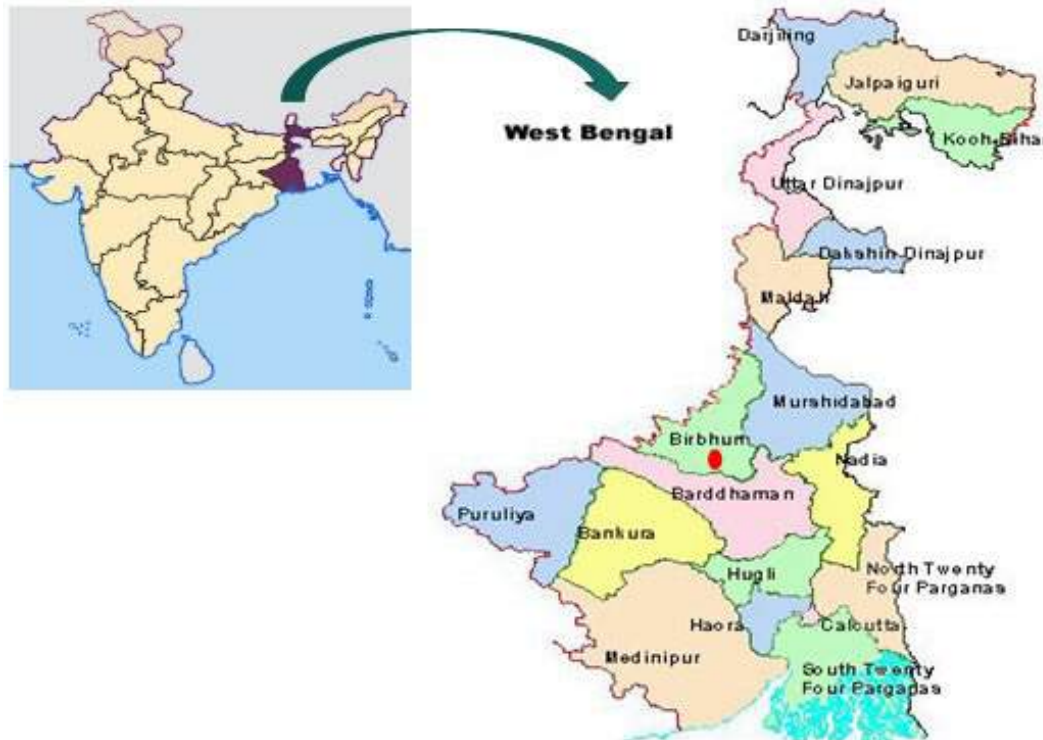 West Bengal
Darjiling
Jalpaiguri
Kooh Bihar
Uttar Dinajpur
Dakshin Dinajpur
Maldah
Murshidabad
Birbhum
Nadia
Barddhaman
Puruliya
Bankura
Hugli
North Twenty
Four Parganas
Haora
Calcutta
Medinipur
South Twenty
Four Parganas